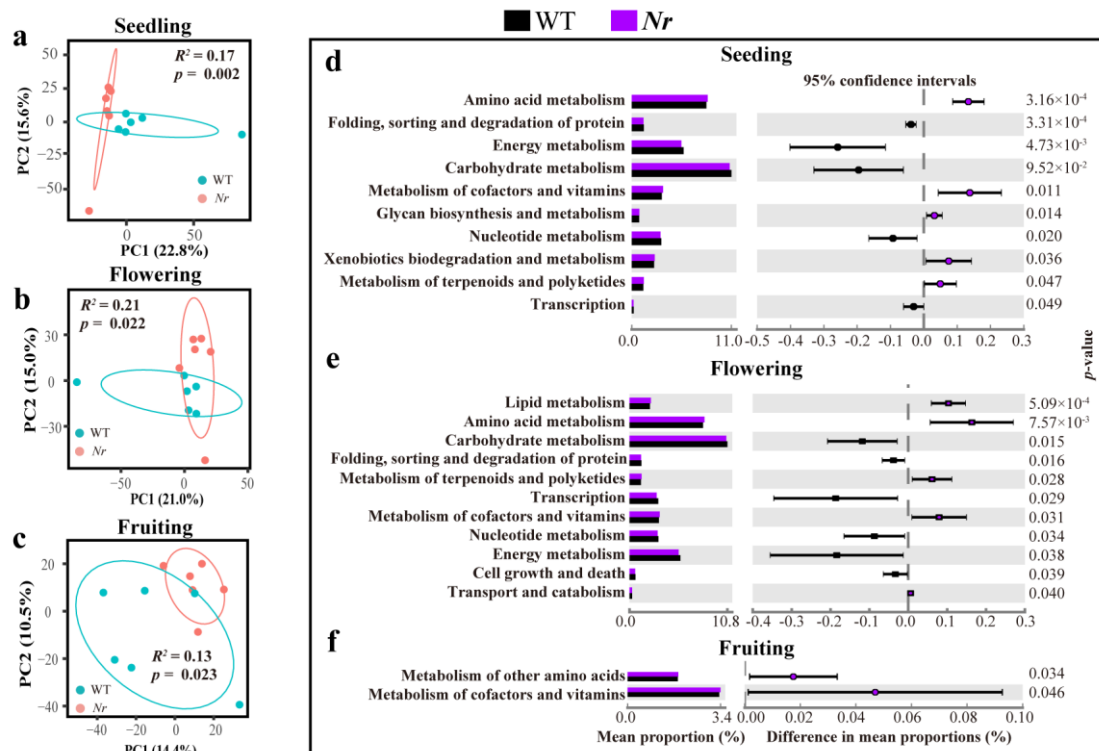 WT
Nr
a
Seedling
R² = 0.17
p = 0.002
50
25
0
−25
−50
PC2 (15.6%)
WT
Nr
0
50
PC1 (22.8%)
b
Flowering
R² = 0.21
p = 0.022
30
0
−30
PC2 (15.0%)
WT
Nr
−50
0
50
PC1 (21.0%)
c
Fruiting
20
0
−20
−40
PC2 (10.5%)
R² = 0.13
p = 0.023
WT
Nr
−40
−20
0
20
PC1 (14.4%)
d
Seeding
95% confidence intervals
Amino acid metabolism
3.16×10⁻⁴
Folding, sorting and degradation of protein
3.31×10⁻⁴
Energy metabolism
4.73×10⁻³
Carbohydrate metabolism
9.52×10⁻²
Metabolism of cofactors and vitamins
0.011
Glycan biosynthesis and metabolism
0.014
Nucleotide metabolism
0.020
Xenobiotics biodegradation and metabolism
0.036
Metabolism of terpenoids and polyketides
0.047
Transcription
0.049
0.0 11.0 -0.5 -0.4 -0.3 -0.2 -0.1 0.0 0.1 0.2 0.3
p-value
e
Flowering
Lipid metabolism
5.09×10⁻⁴
Amino acid metabolism
7.57×10⁻³
Carbohydrate metabolism
0.015
Folding, sorting and degradation of protein
0.016
Metabolism of terpenoids and polyketides
0.028
Transcription
0.029
Metabolism of cofactors and vitamins
0.031
Nucleotide metabolism
0.034
Energy metabolism
0.038
Cell growth and death
0.039
Transport and catabolism
0.040
0.0 10.8 -0.4 -0.3 -0.2 -0.1 0.0 0.1 0.2 0.3
f
Fruiting
Metabolism of other amino acids
0.034
Metabolism of cofactors and vitamins
0.046
0.0 3.4 0.00 0.02 0.04 0.06 0.08 0.10
Mean proportion (%)
Difference in mean proportions (%)